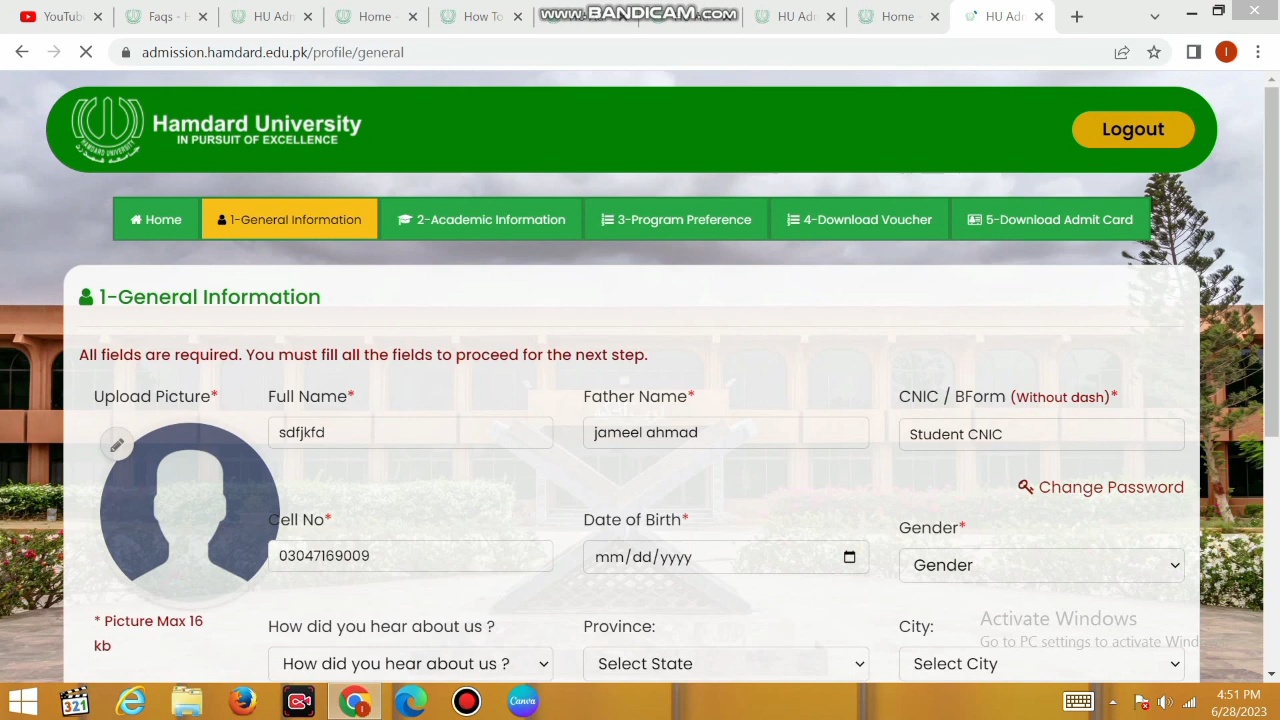 YouTub
Faqs - H
HU Adm
Home -
How To
www.BANDICAM.com
HU Adm
Home -
HU Adm
admission.hamdard.edu.pk/profile/general
I
Hamdard University
IN PURSUIT OF EXCELLENCE
Logout
Home
1-General Information
2-Academic Information
3-Program Preference
4-Download Voucher
5-Download Admit Card
1-General Information
All fields are required. You must fill all the fields to proceed for the next step.
Upload Picture*
Full Name*
Father Name*
CNIC / BForm (Without dash)*
sdfjkfd
jameel ahmad
Student CNIC
Change Password
Cell No*
Date of Birth*
Gender*
03047169009
mm/dd/yyyy
Gender
* Picture Max 16
kb
How did you hear about us ?
Province:
City:
Activate Windows
Go to PC settings to activate Wind
How did you hear about us ?
Select State
Select City
321
Canva
4:51 PM
6/28/2023